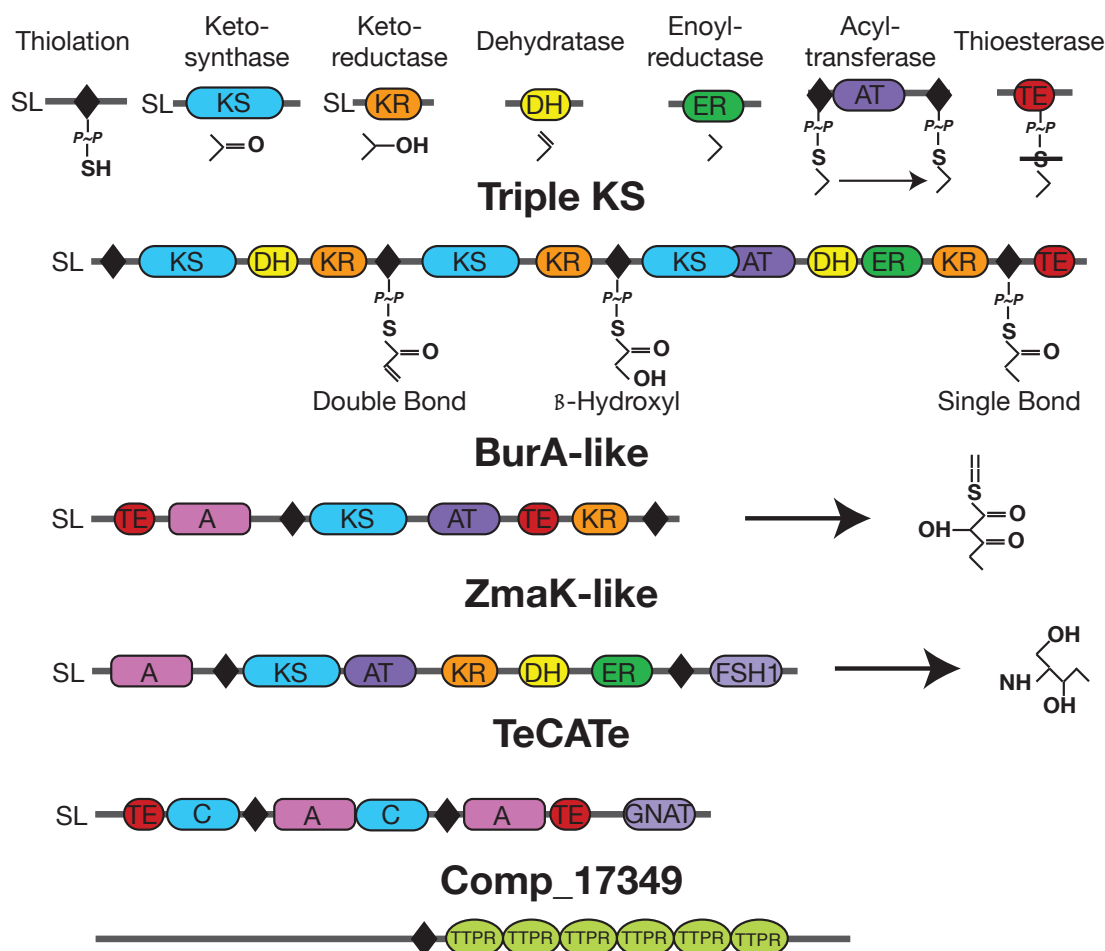 Thiolation
Keto-
synthase
Keto-
reductase
Dehydratase
Enoyl-
reductase
Acyl-
transferase
Thioesterase
SL
SL KS
SL KR
DH
ER
AT
TE
P~P
SH
O
OH
P~P
S
P~P
S
P~P
S
Triple KS
SL KS DH KR KS KR KS AT DH ER KR TE
P~P P~P P~P
S S S
O O O
OH
Double Bond β-Hydroxyl Single Bond
BurA-like
SL TE A KS AT TE KR
S
O
OH
O
ZmaK-like
SL A KS AT KR DH ER FSH1
OH
NH
OH
TeCATe
SL TE C A C A TE GNAT
Comp_17349
TTPR TTPR TTPR TTPR TTPR TTPR